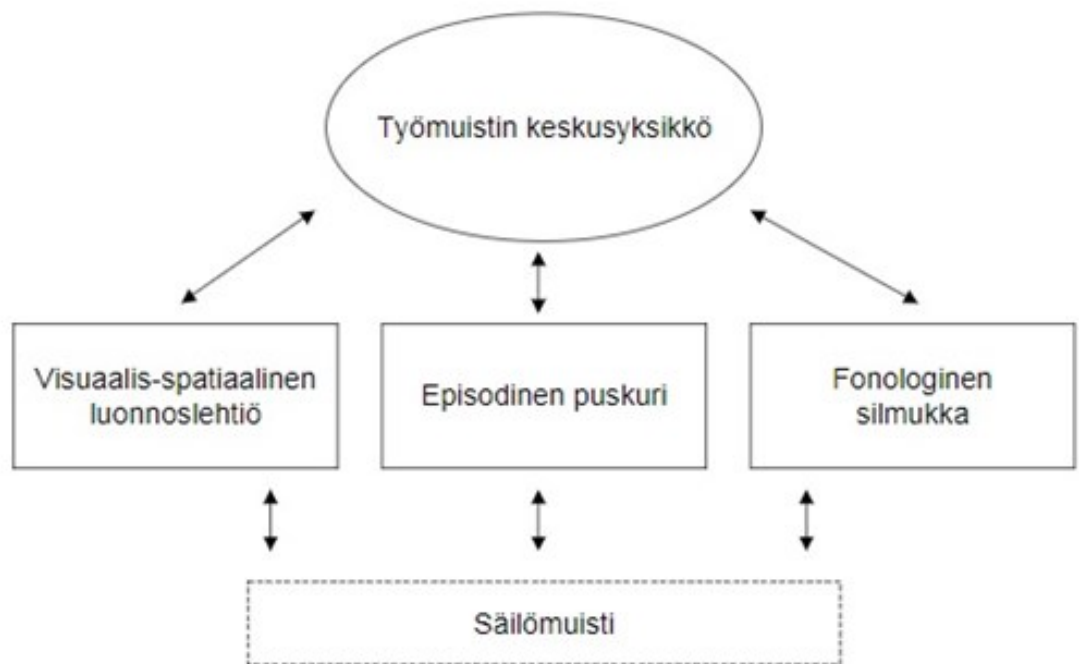 Työmuistin keskusyksikkö
Visuaalis-spatiaalinen
luonnoslehtiö
Episodinen puskuri
Fonologinen
silmukka
Säilömuisti